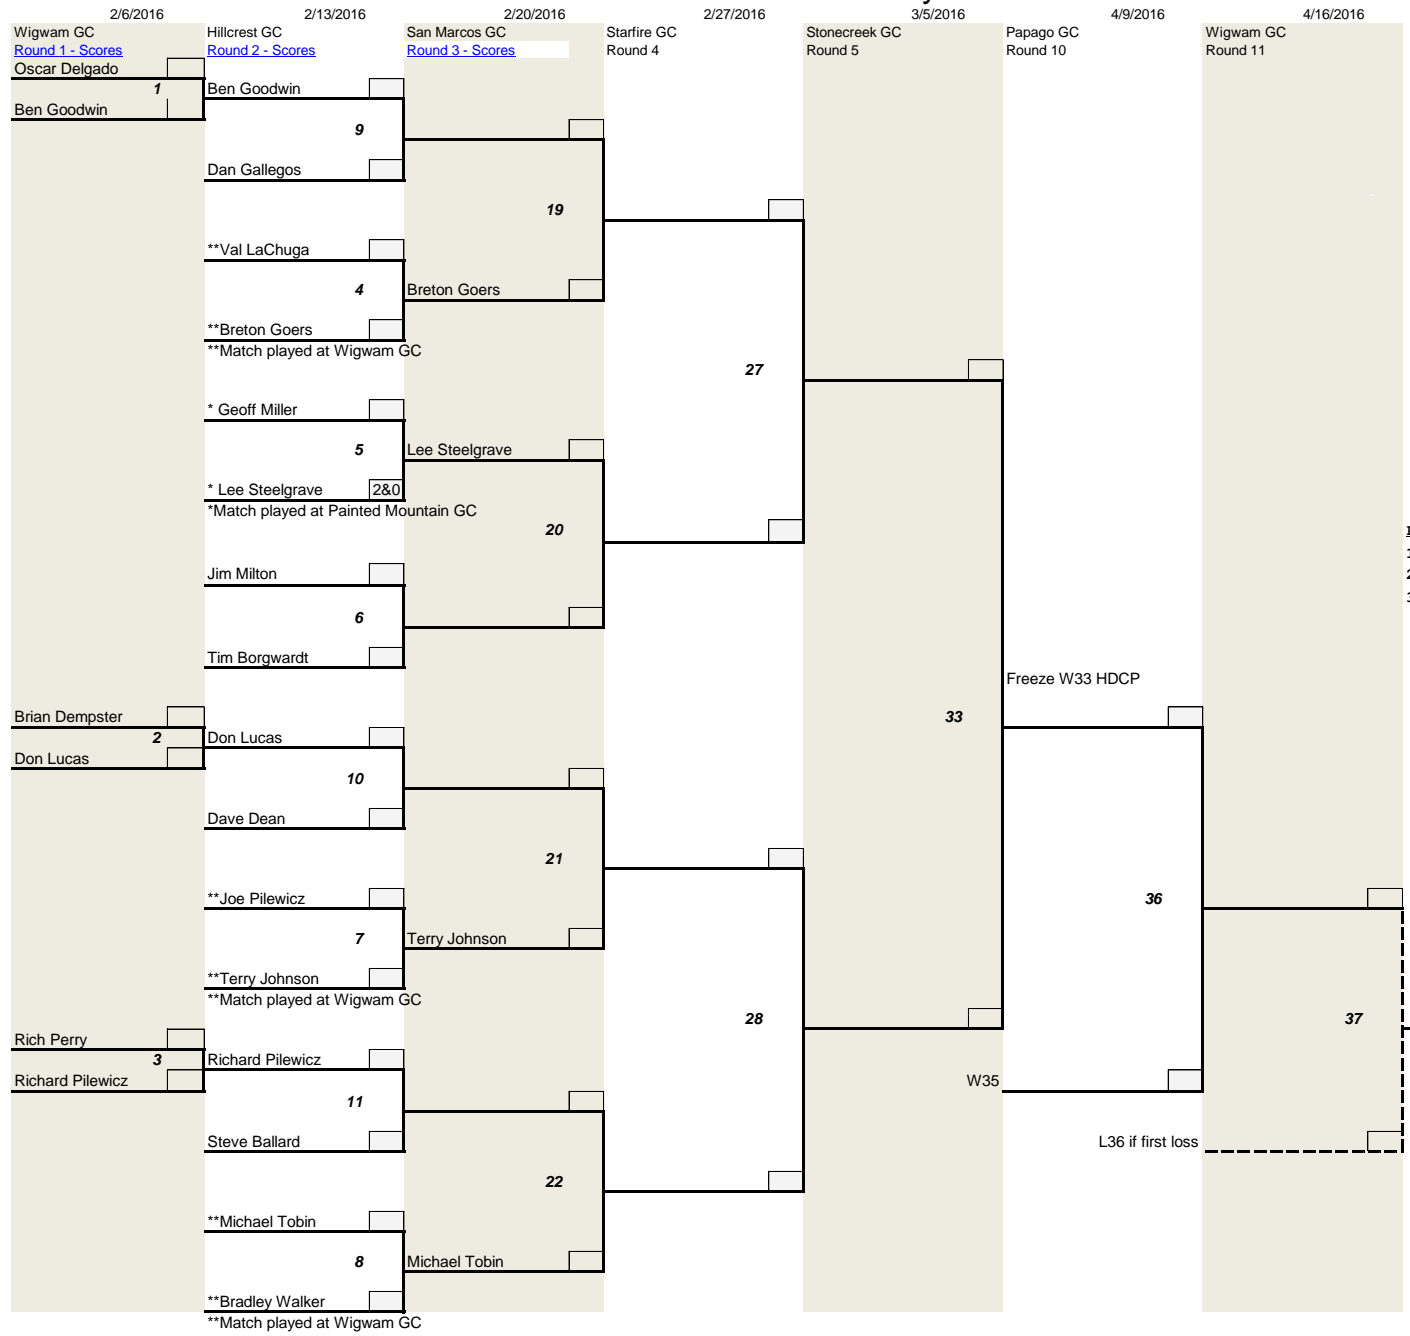 2/6/2016 2/13/2016 2/20/2016 2/27/2016 3/5/2016 4/9/2016 4/16/2016
Wigwam GC Hillcrest GC San Marcos GC Starfire GC Stonecreek GC Papago GC Wigwam GC
Round 1 - Scores Round 2 - Scores Round 3 - Scores Round 4 Round 5 Round 10 Round 11
Oscar Delgado
1 Ben Goodwin
Ben Goodwin
9
Dan Gallegos
19
**Val LaChuga
4 Breton Goers
**Breton Goers
**Match played at Wigwam GC
27
* Geoff Miller
5 Lee Steelgrave
* Lee Steelgrave 2&0
*Match played at Painted Mountain GC
20
1
Jim Milton
2
3
6
Tim Borgwardt
Freeze W33 HDCP
Brian Dempster 33
2 Don Lucas
Don Lucas
10
Dave Dean
21
**Joe Pilewicz 36
7 Terry Johnson
**Terry Johnson
**Match played at Wigwam GC
28 37
Rich Perry
3 Richard Pilewicz
Richard Pilewicz W35
11
Steve Ballard L36 if first loss
22
**Michael Tobin
8 Michael Tobin
**Bradley Walker
**Match played at Wigwam GC